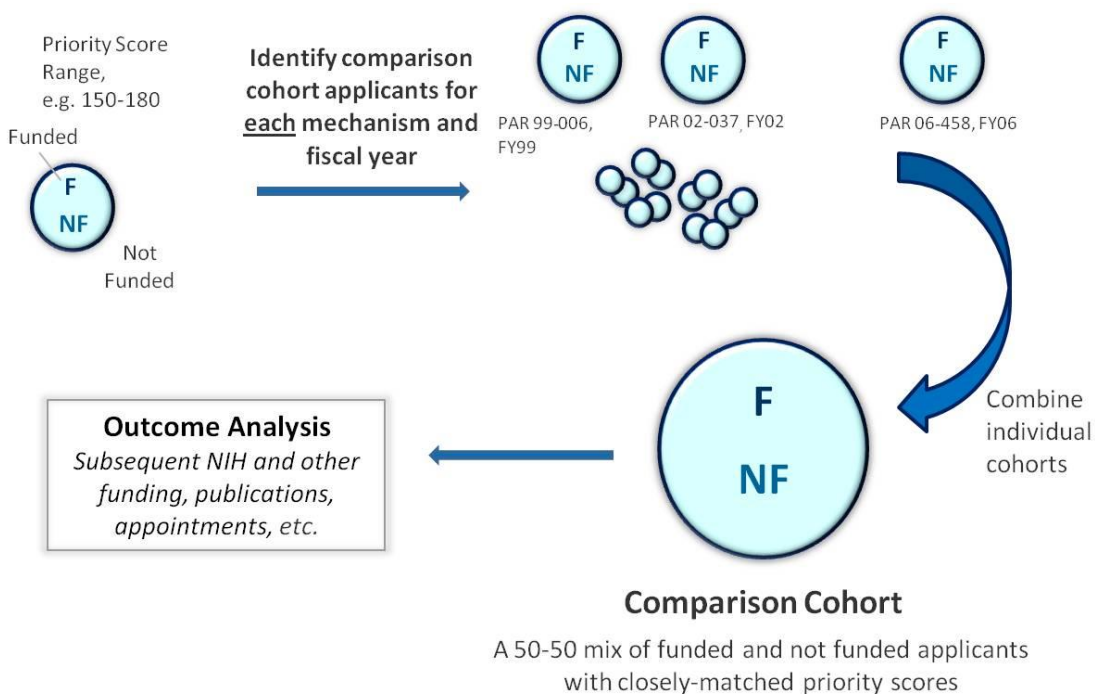 Priority Score
Range,
e.g. 150-180
Funded
F
NF
Not
Funded
Identify comparison
cohort applicants for
each mechanism and
fiscal year
F
NF
PAR 99-006,
FY99
F
NF
PAR 02-037, FY02
F
NF
PAR 06-458, FY06
Combine
individual
cohorts
F
NF
Comparison Cohort
A 50-50 mix of funded and not funded applicants
with closely-matched priority scores
Outcome Analysis
Subsequent NIH and other
funding, publications,
appointments, etc.